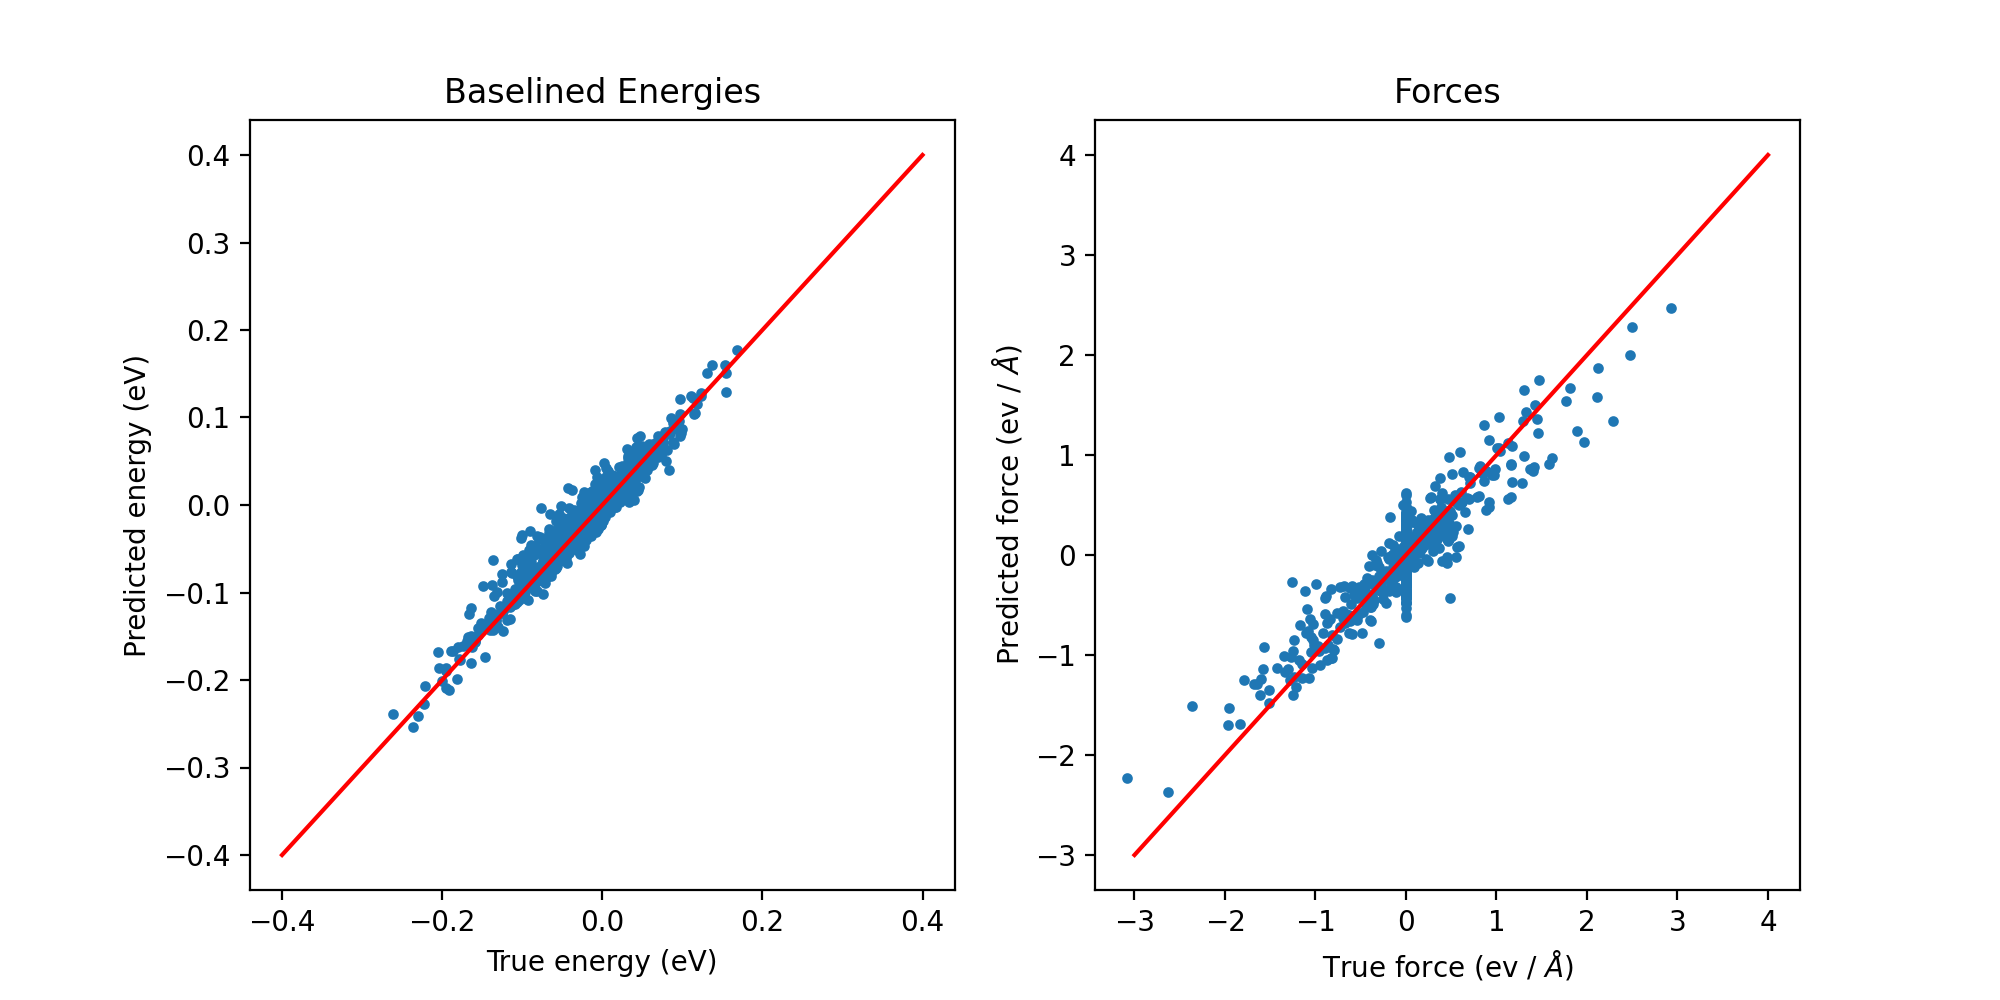 Baselined Energies
0.4
0.3
0.2
0.1
0.0
−0.1
−0.2
−0.3
−0.4
Predicted energy (eV)
−0.4 −0.2 0.0 0.2 0.4
True energy (eV)
Forces
4
3
2
1
0
−1
−2
−3
Predicted force (ev / Å)
−3 −2 −1 0 1 2 3 4
True force (ev / Å)